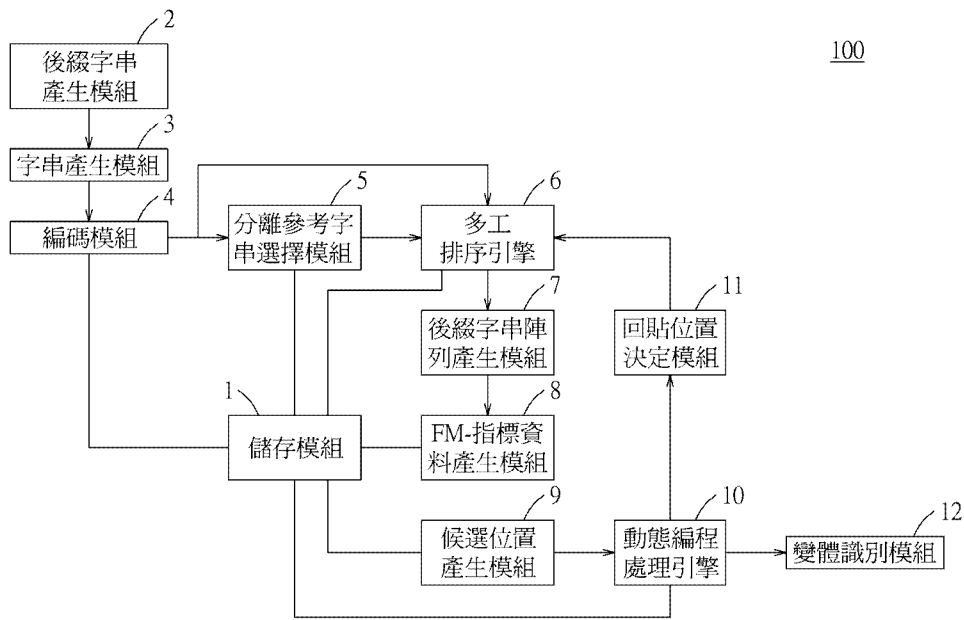 2
後綴字串
產生模組
100
3
字串產生模組
4
編碼模組
5
分離參考字
串選擇模組
6
多工
排序引擎
7
後綴字串陣
列產生模組
11
回貼位置
決定模組
1
儲存模組
8
FM-指標資
料產生模組
9
候選位置
產生模組
10
動態編程
處理引擎
12
變體識別模組